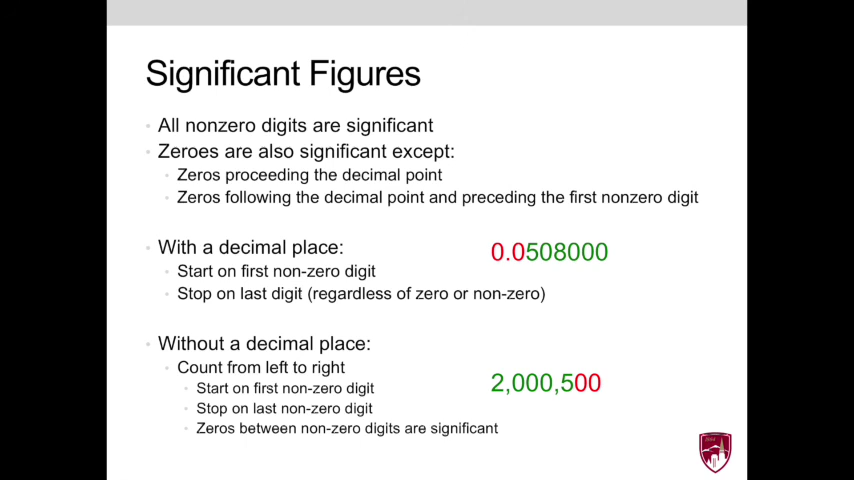 Significant Figures
All nonzero digits are significant
Zeroes are also significant except:
Zeros proceeding the decimal point
Zeros following the decimal point and preceding the first nonzero digit
With a decimal place:
0.0508000
Start on first non-zero digit
Stop on last digit (regardless of zero or non-zero)
Without a decimal place:
Count from left to right
2,000,500
Start on first non-zero digit
Stop on last non-zero digit
Zeros between non-zero digits are significant